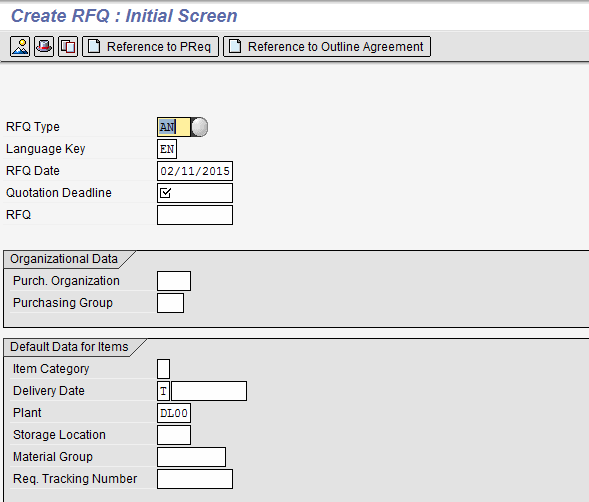 Create RFQ : Initial Screen
Reference to PReq Reference to Outline Agreement
RFQ Type AN
Language Key EN
RFQ Date 02/11/2015
Quotation Deadline
RFQ
Organizational Data
Purch. Organization
Purchasing Group
Default Data for Items
Item Category
Delivery Date T
Plant DL00
Storage Location
Material Group
Req. Tracking Number